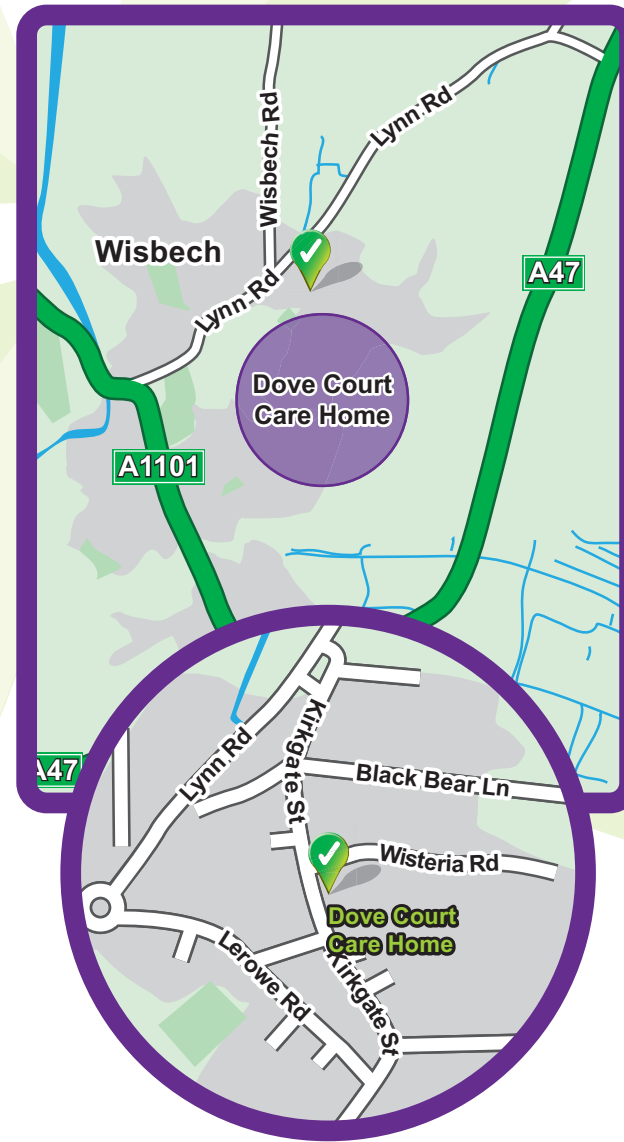 Lynn Rd
Wisbech Rd
Wisbech
A47
Lynn Rd
Dove Court
Care Home
A1101
Kirkgate St
Lynn Rd
A47
Black Bear Ln
Wisteria Rd
Dove Court
Care Home
Lerowe Rd
Kirkgate St